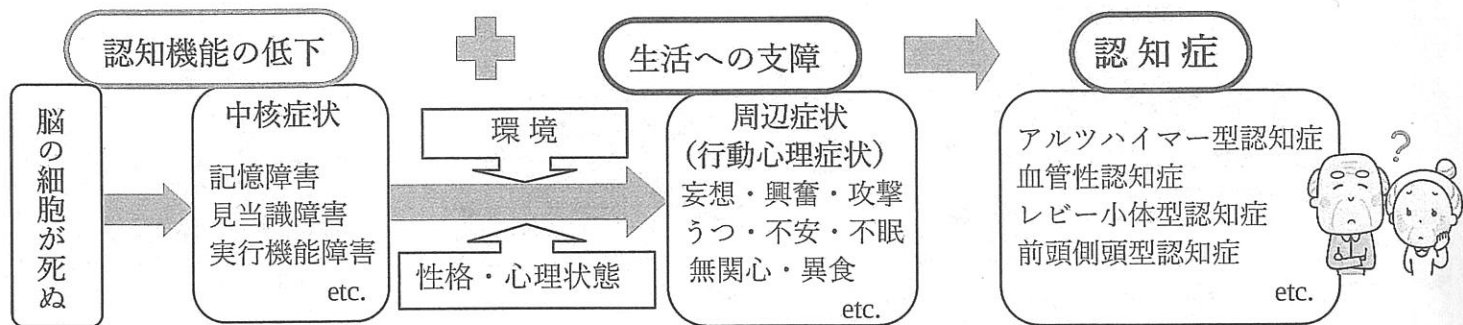 認知機能の低下
生活への支障
認知症
脳の細胞が死ぬ
中核症状
記憶障害
見当識障害
実行機能障害
etc.
環境
性格・心理状態
周辺症状
(行動心理症状)
妄想・興奮・攻撃
うつ・不安・不眠
無関心・異食
etc.
アルツハイマー型認知症
血管性認知症
レビー小体型認知症
前頭側頭型認知症
etc.
?